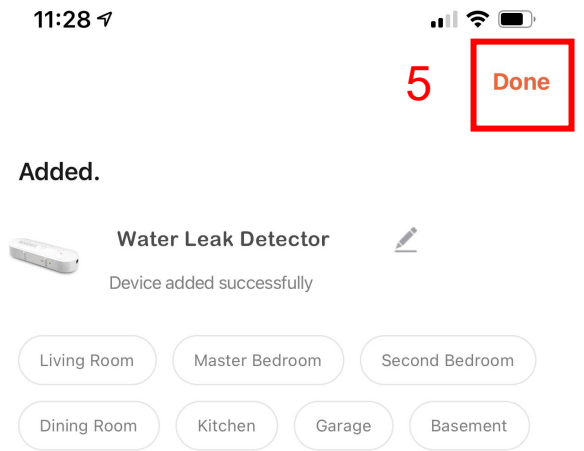 11:28
5 Done
Added.
Water Leak Detector
Device added successfully
Living Room Master Bedroom Second Bedroom
Dining Room Kitchen Garage Basement